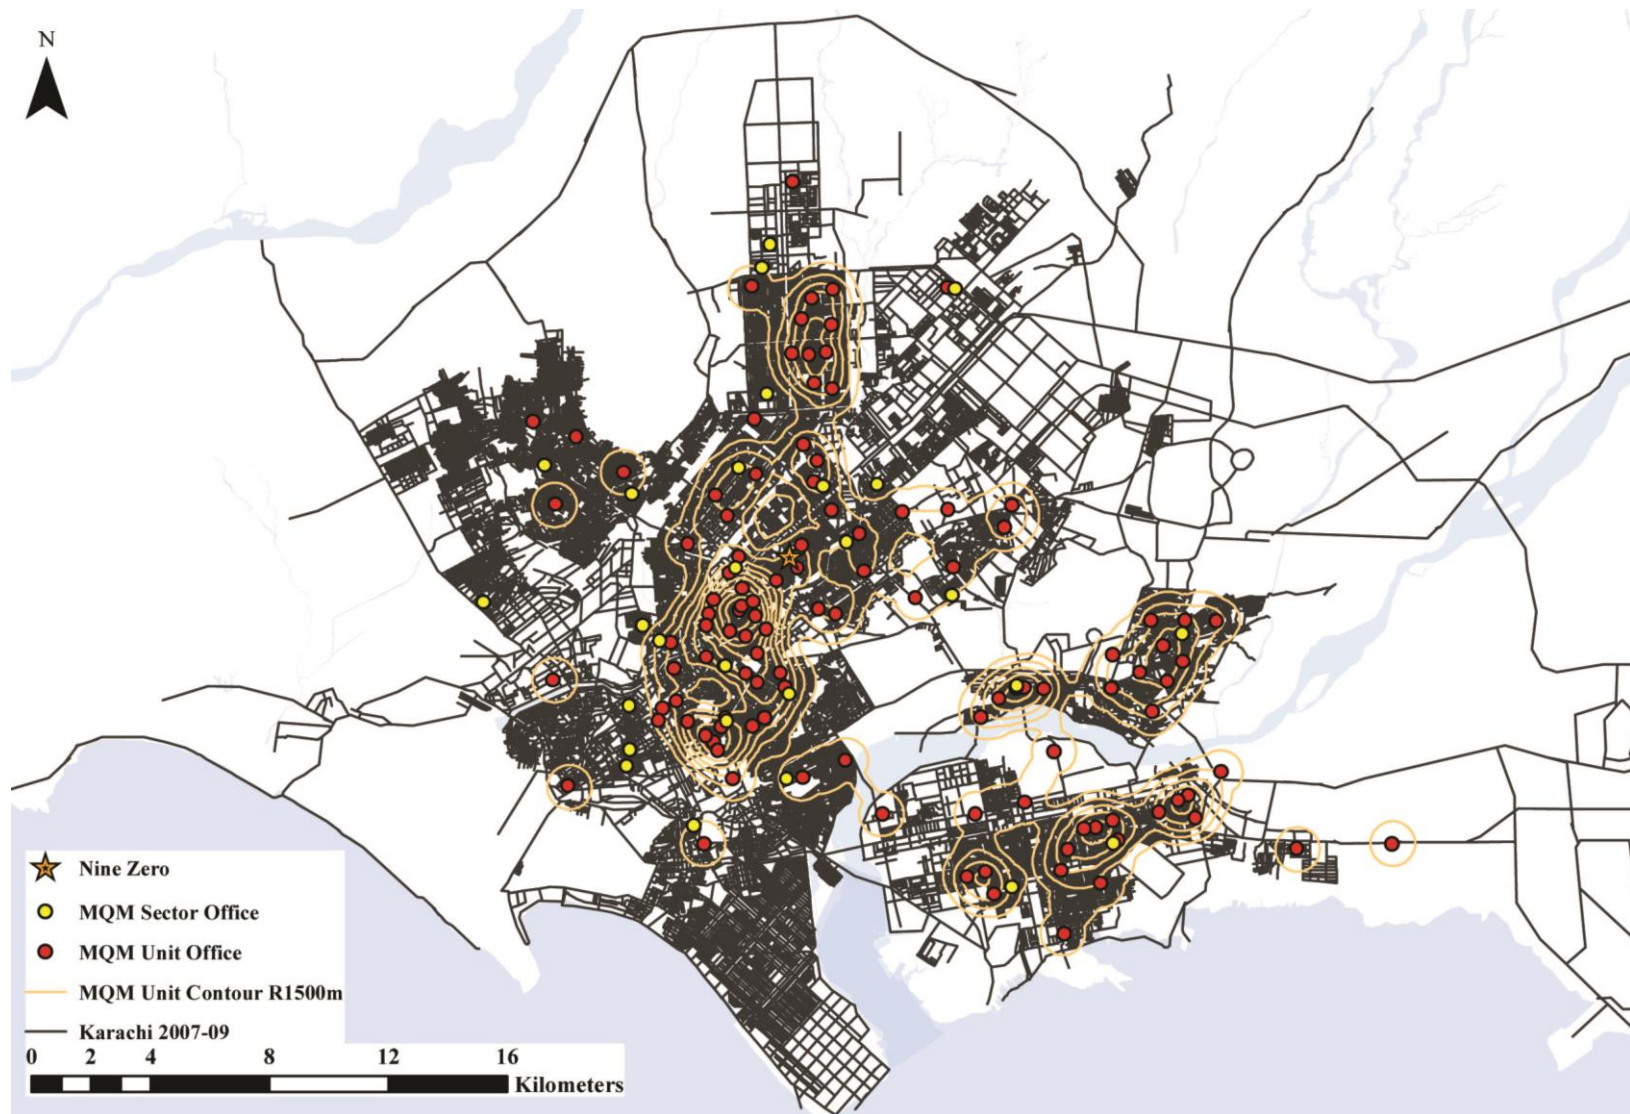 N
Nine Zero
MQM Sector Office
MQM Unit Office
MQM Unit Contour R1500m
Karachi 2007-09
0 2 4 8 12 16
Kilometers